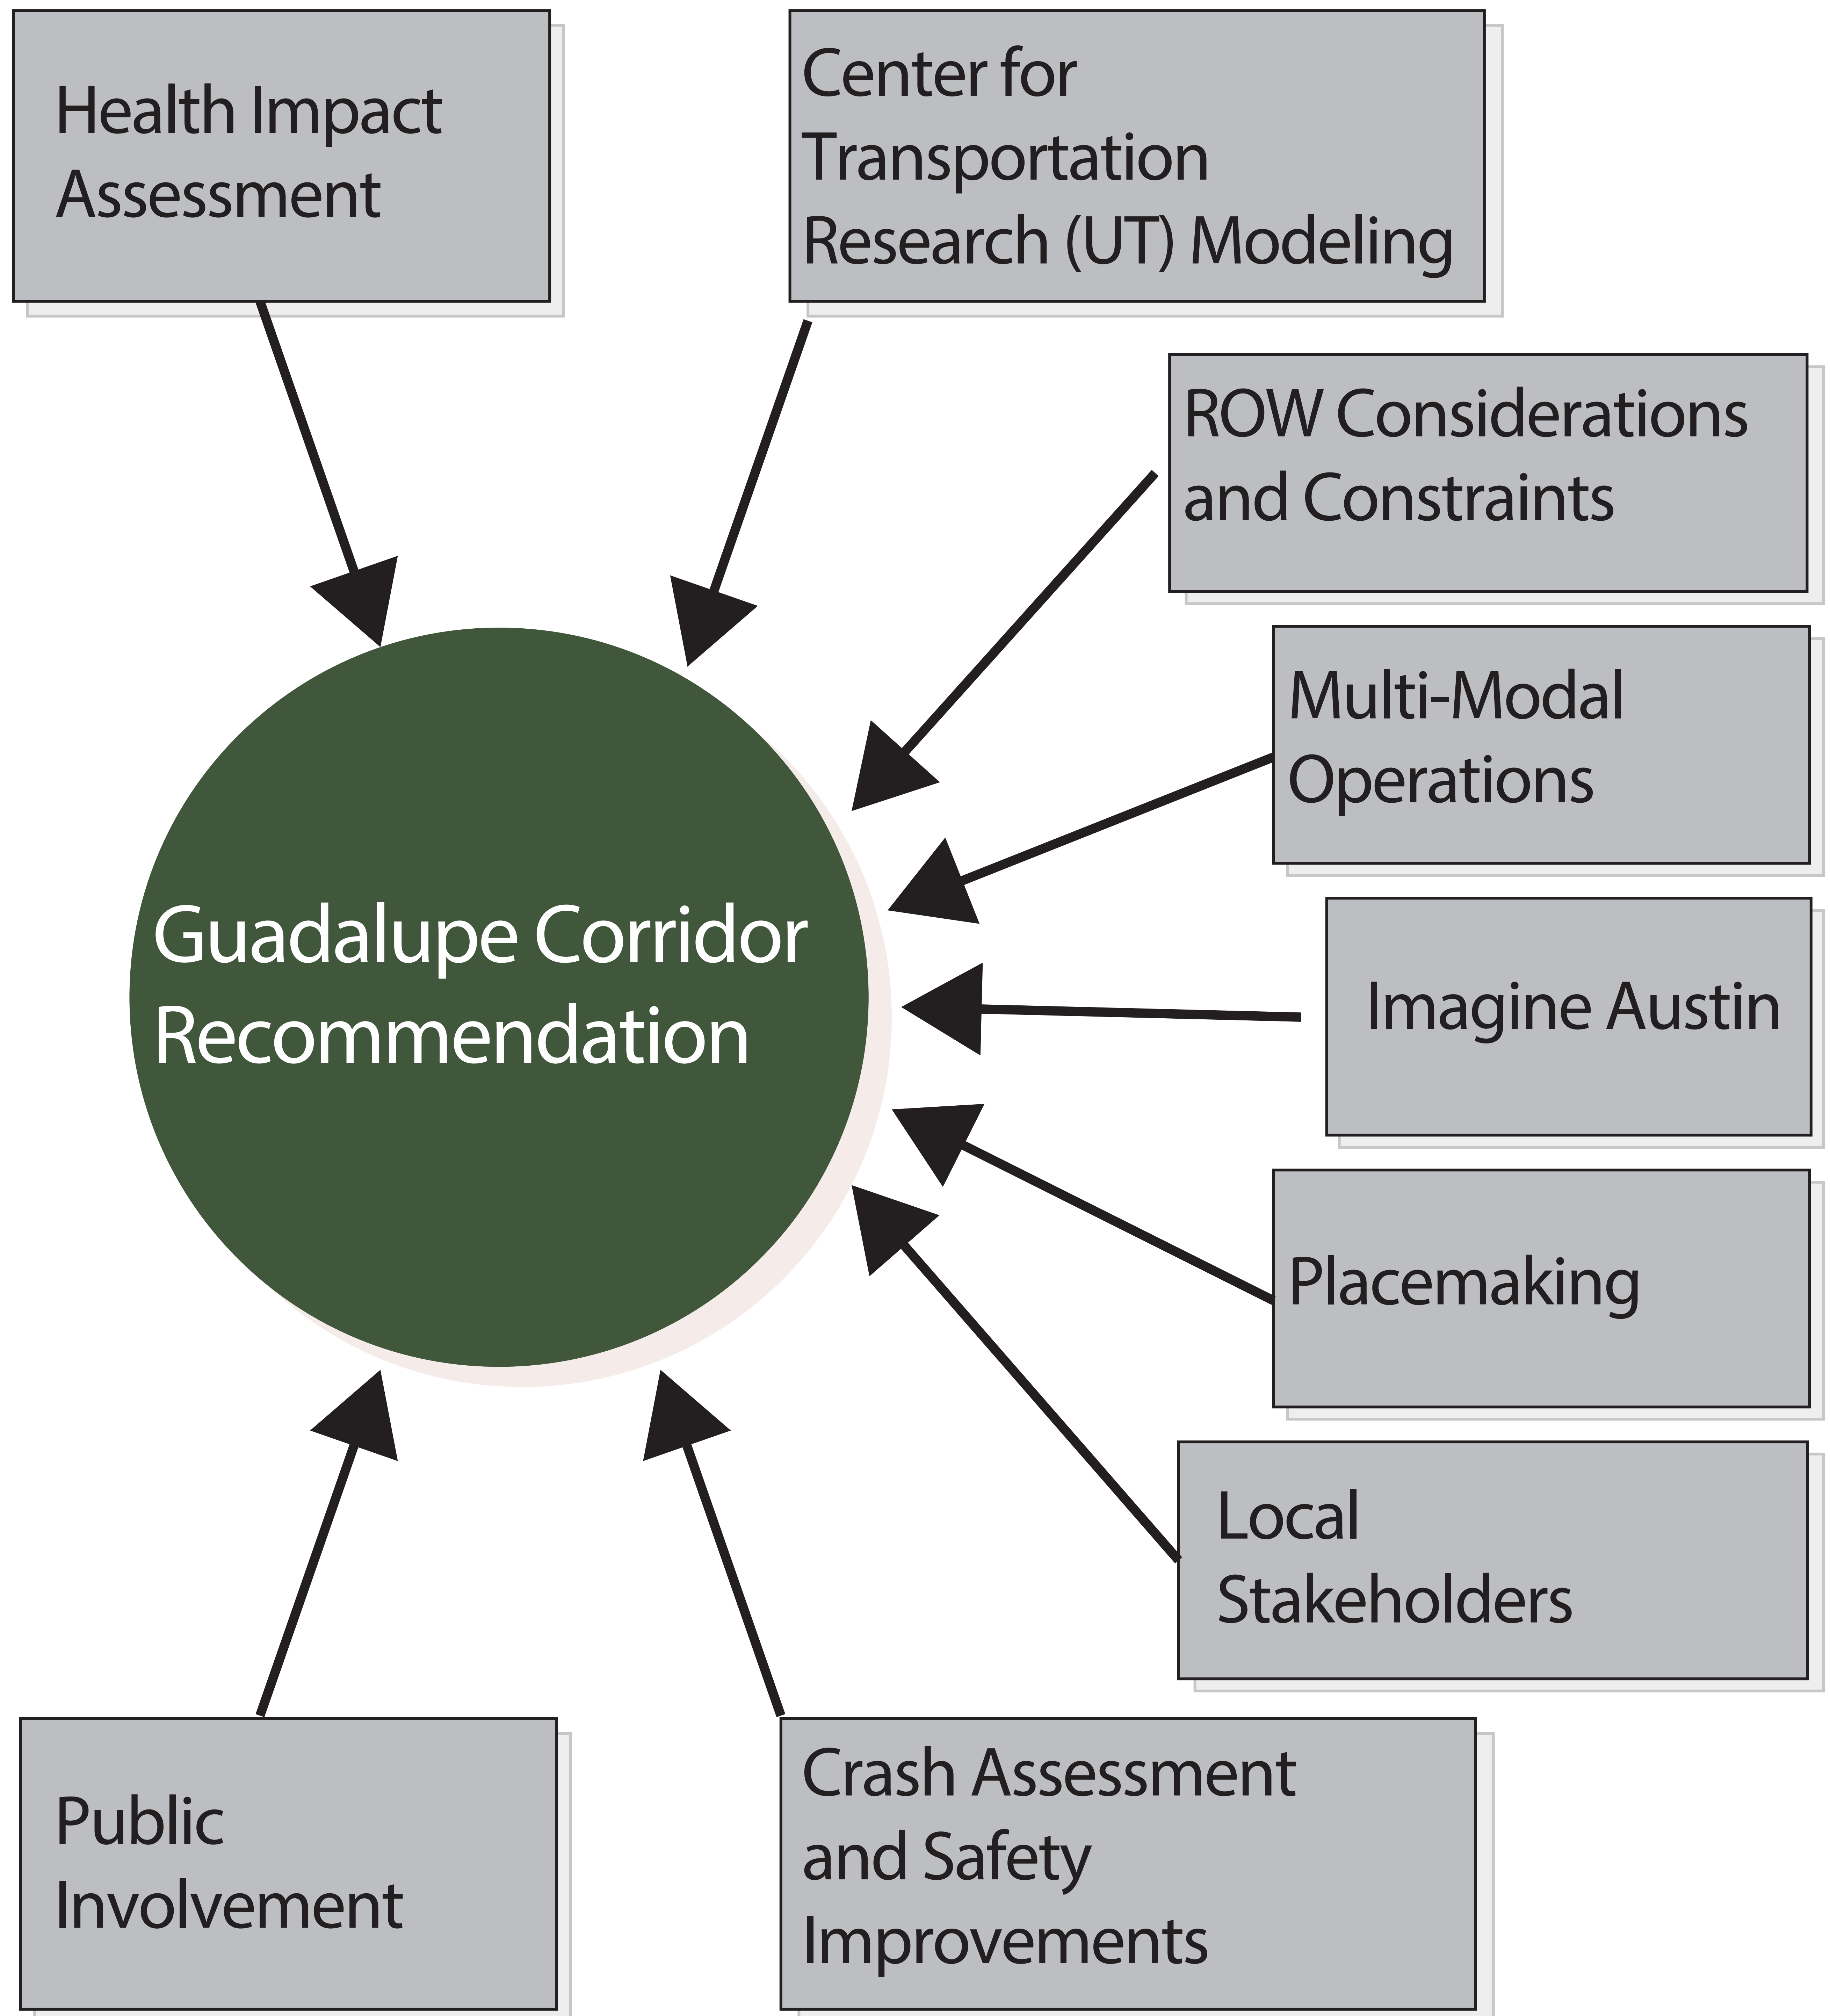 Health Impact
Assessment
Center for
Transportation
Research (UT) Modeling
ROW Considerations
and Constraints
Multi-Modal
Operations
Guadalupe Corridor
Recommendation
Imagine Austin
Placemaking
Local
Stakeholders
Public
Involvement
Crash Assessment
and Safety
Improvements